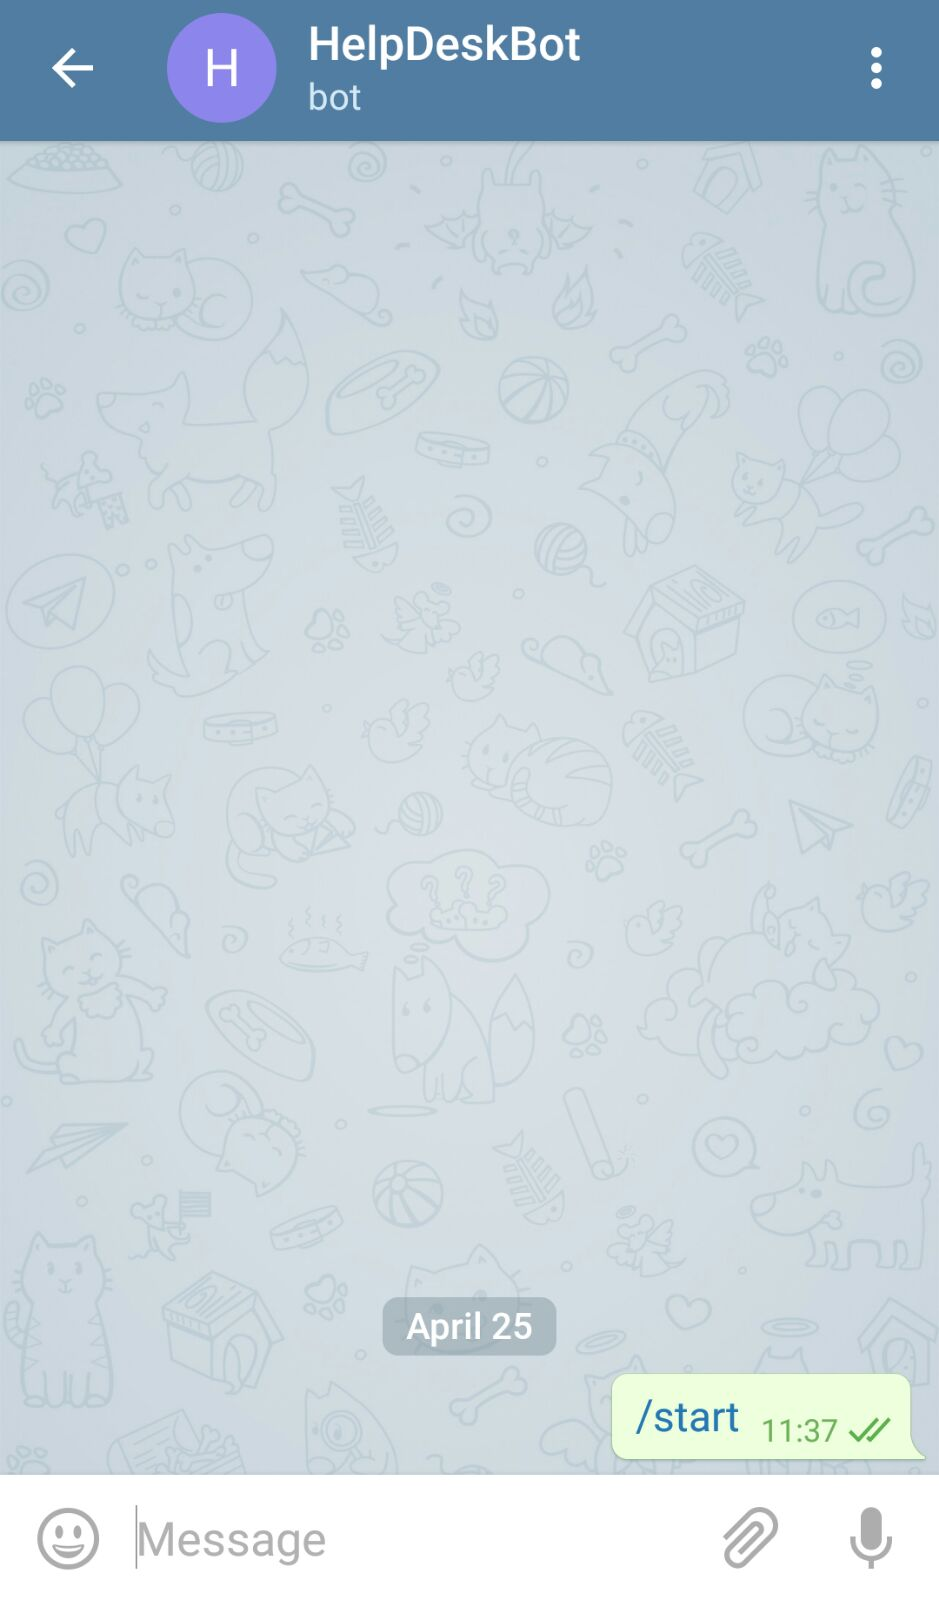 H
HelpDeskBot
bot
April 25
/start 11:37
Message